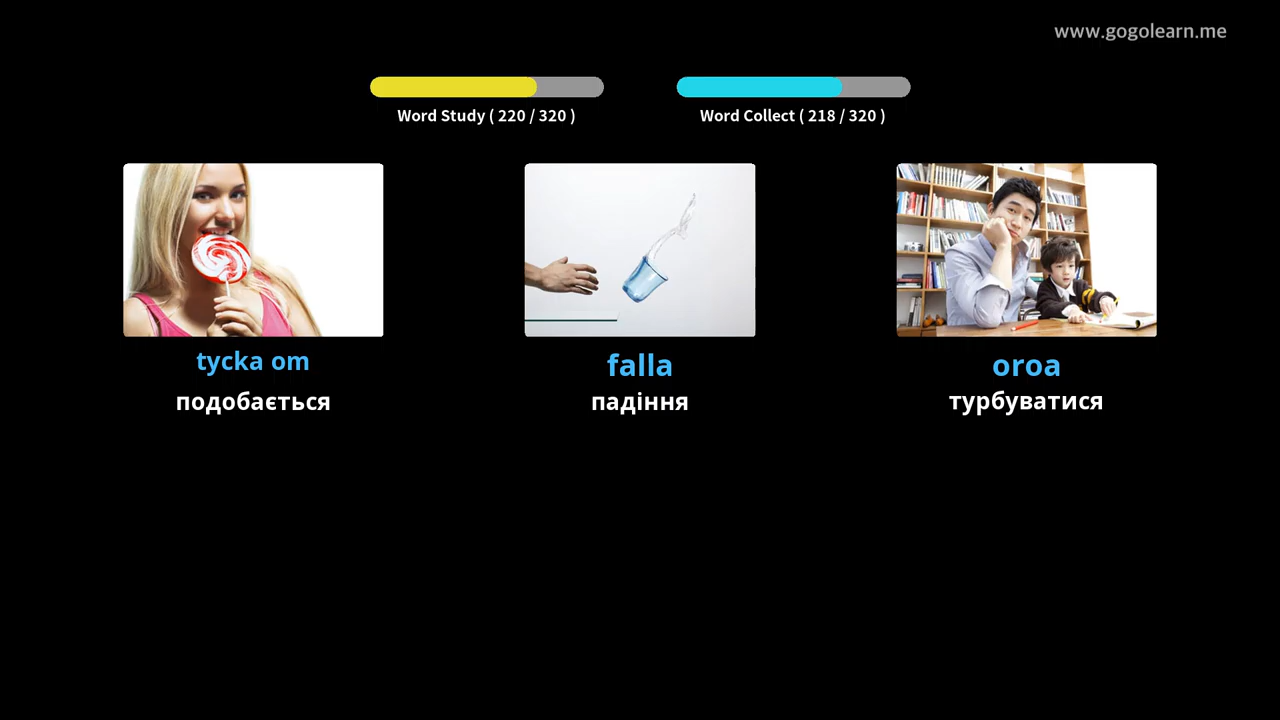 www.gogolearn.me
Word Study ( 220 / 320 )
Word Collect ( 218 / 320 )
tycka om
falla
oroa
подобається
падіння
турбуватися